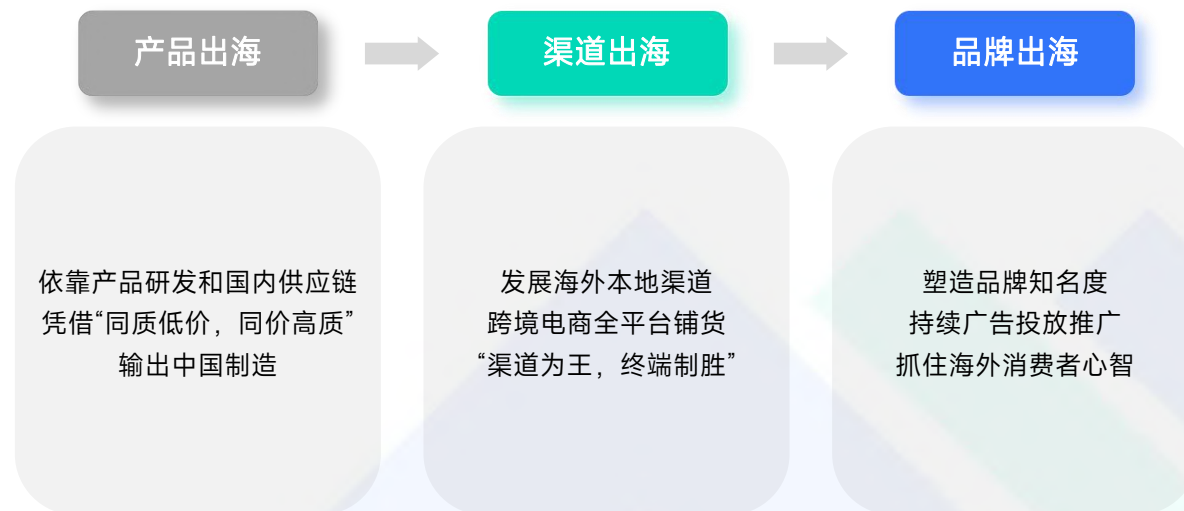 产品出海
渠道出海
品牌出海
依靠产品研发和国内供应链
凭借“同质低价，同价高质”
输出中国制造
发展海外本地渠道
跨境电商全平台铺货
“渠道为王，终端制胜”
塑造品牌知名度
持续广告投放推广
抓住海外消费者心智